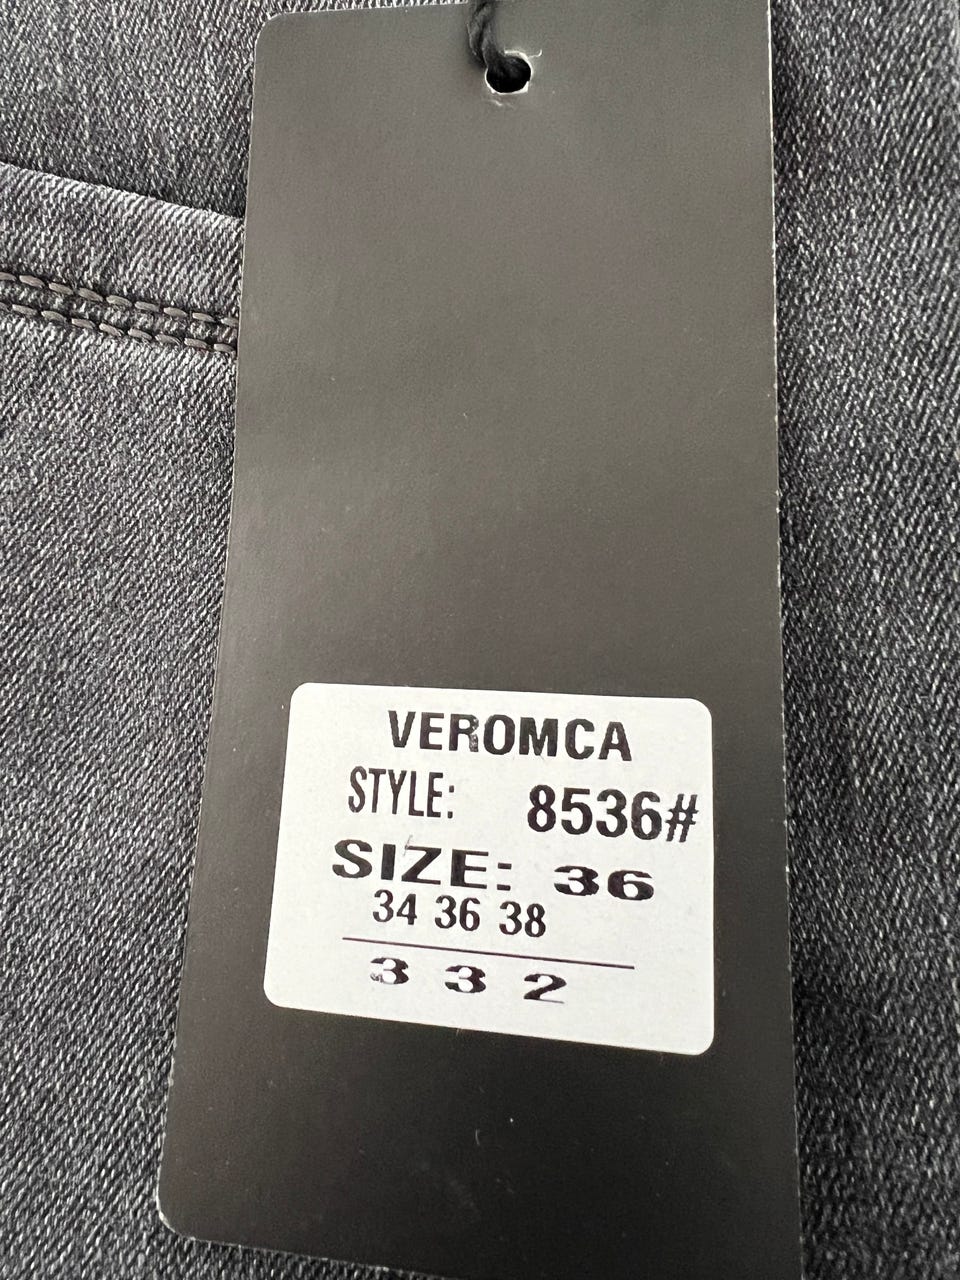 VEROMCA
STYLE: 8536#
SIZE: 36
34 36 38
3 3 2